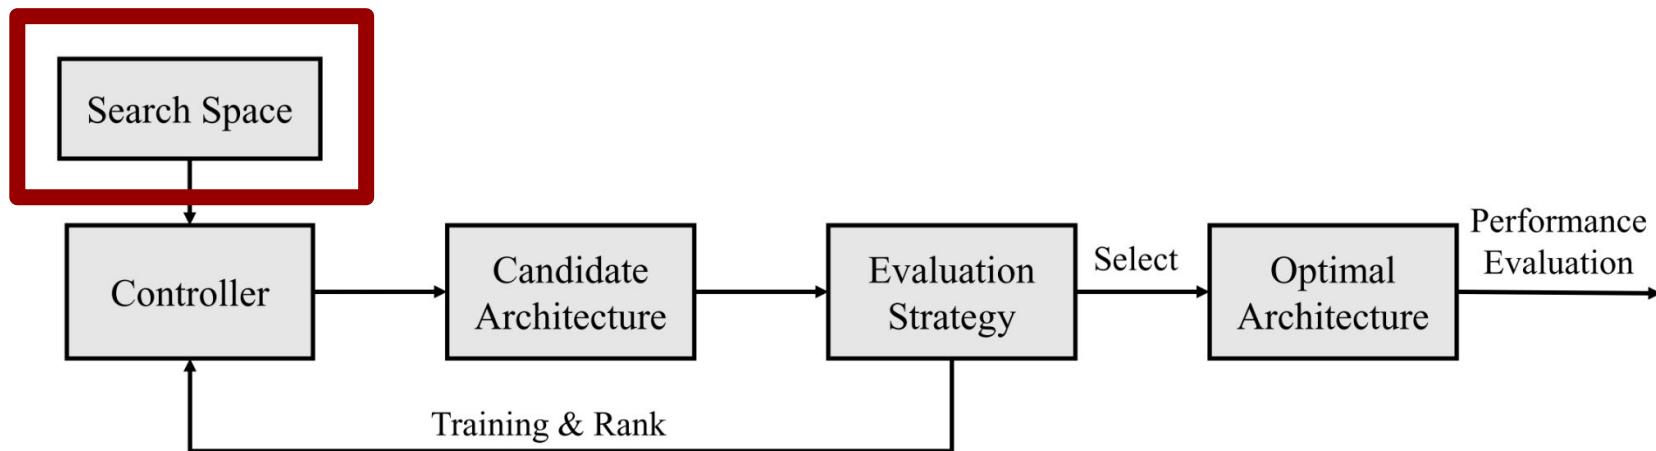 Search Space
Controller
Candidate
Architecture
Evaluation
Strategy
Select
Optimal
Architecture
Performance
Evaluation
Training & Rank